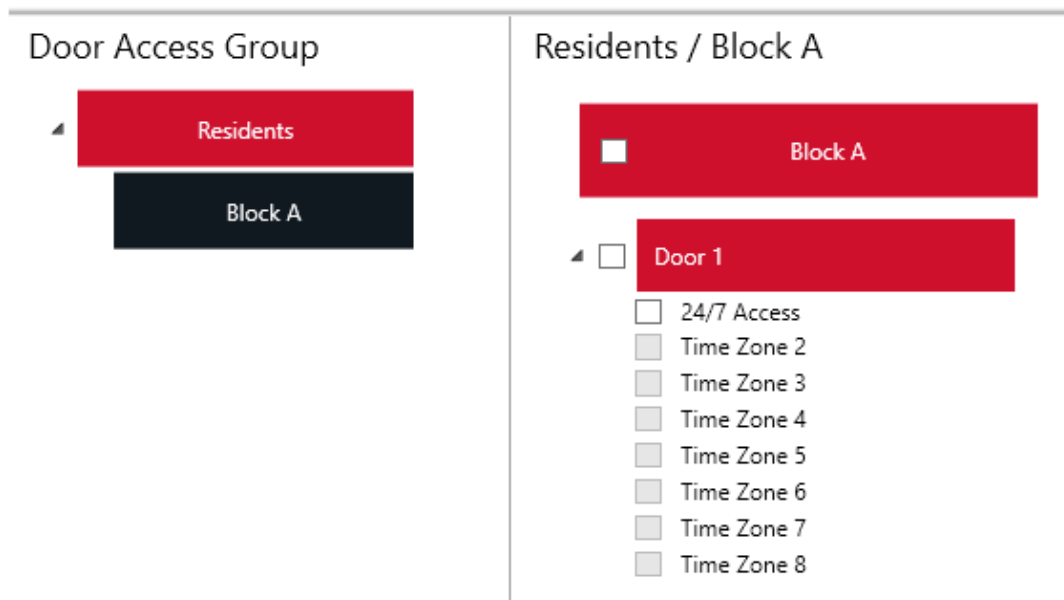 Door Access Group
Residents
Block A
Residents / Block A
Block A
Door 1
24/7 Access
Time Zone 2
Time Zone 3
Time Zone 4
Time Zone 5
Time Zone 6
Time Zone 7
Time Zone 8